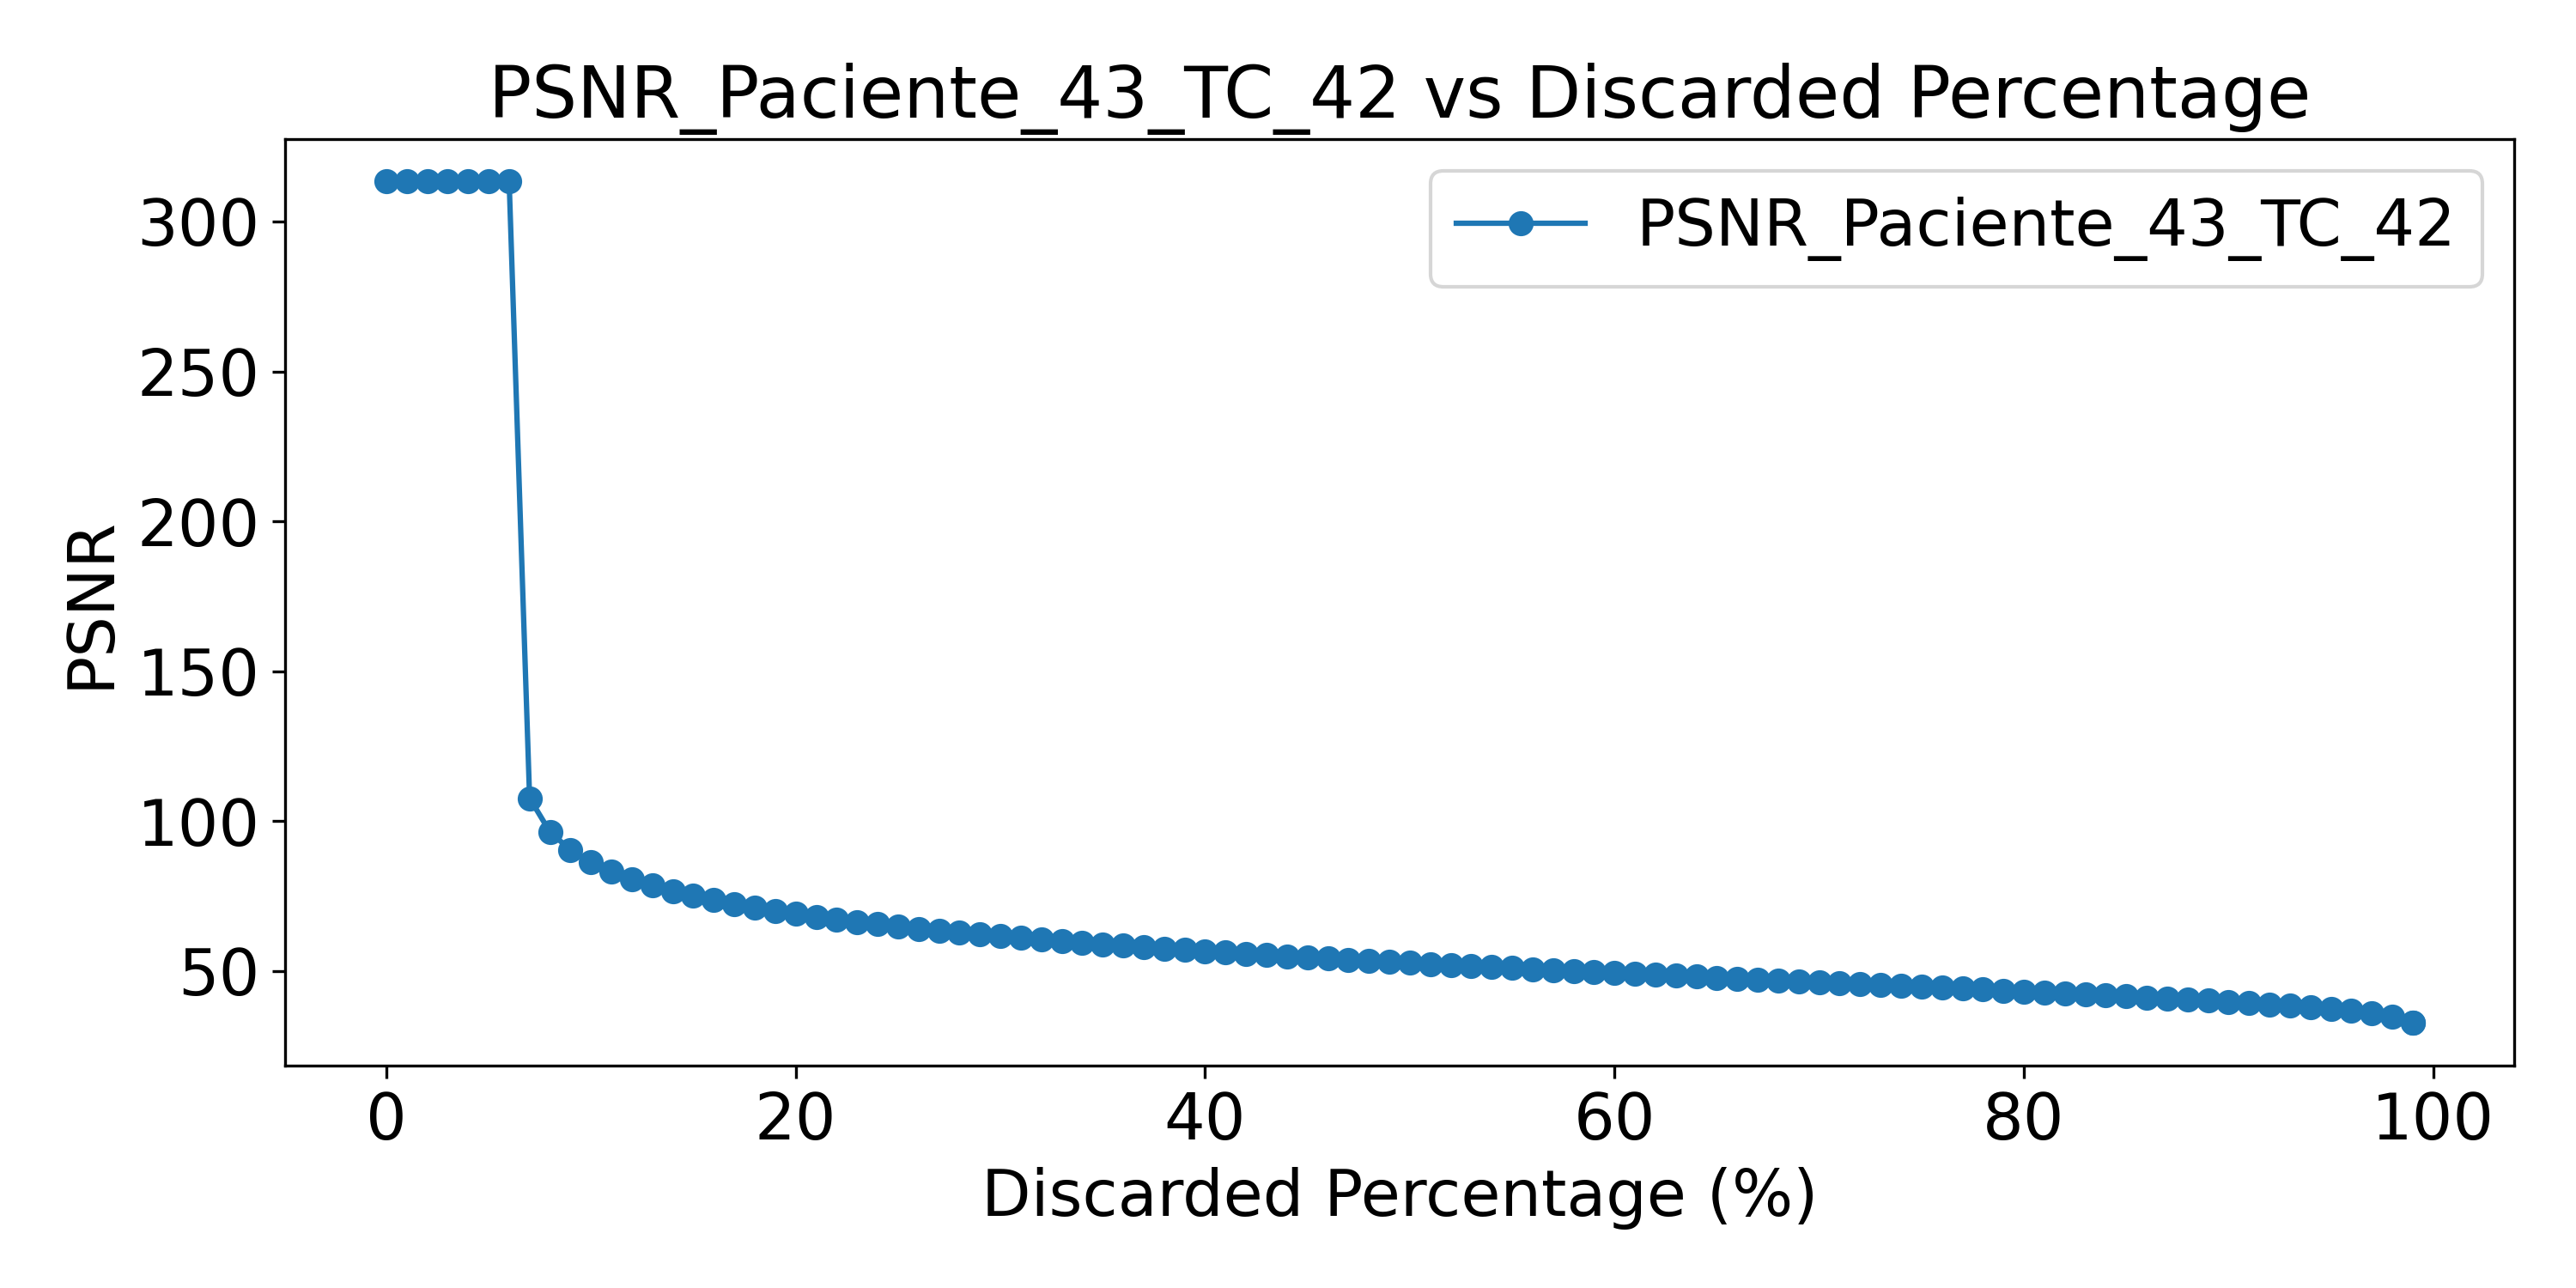 PSNR_Paciente_43_TC_42 vs Discarded Percentage
PSNR_Paciente_43_TC_42
300
250
200
150
100
50
PSNR
0 20 40 60 80 100
Discarded Percentage (%)